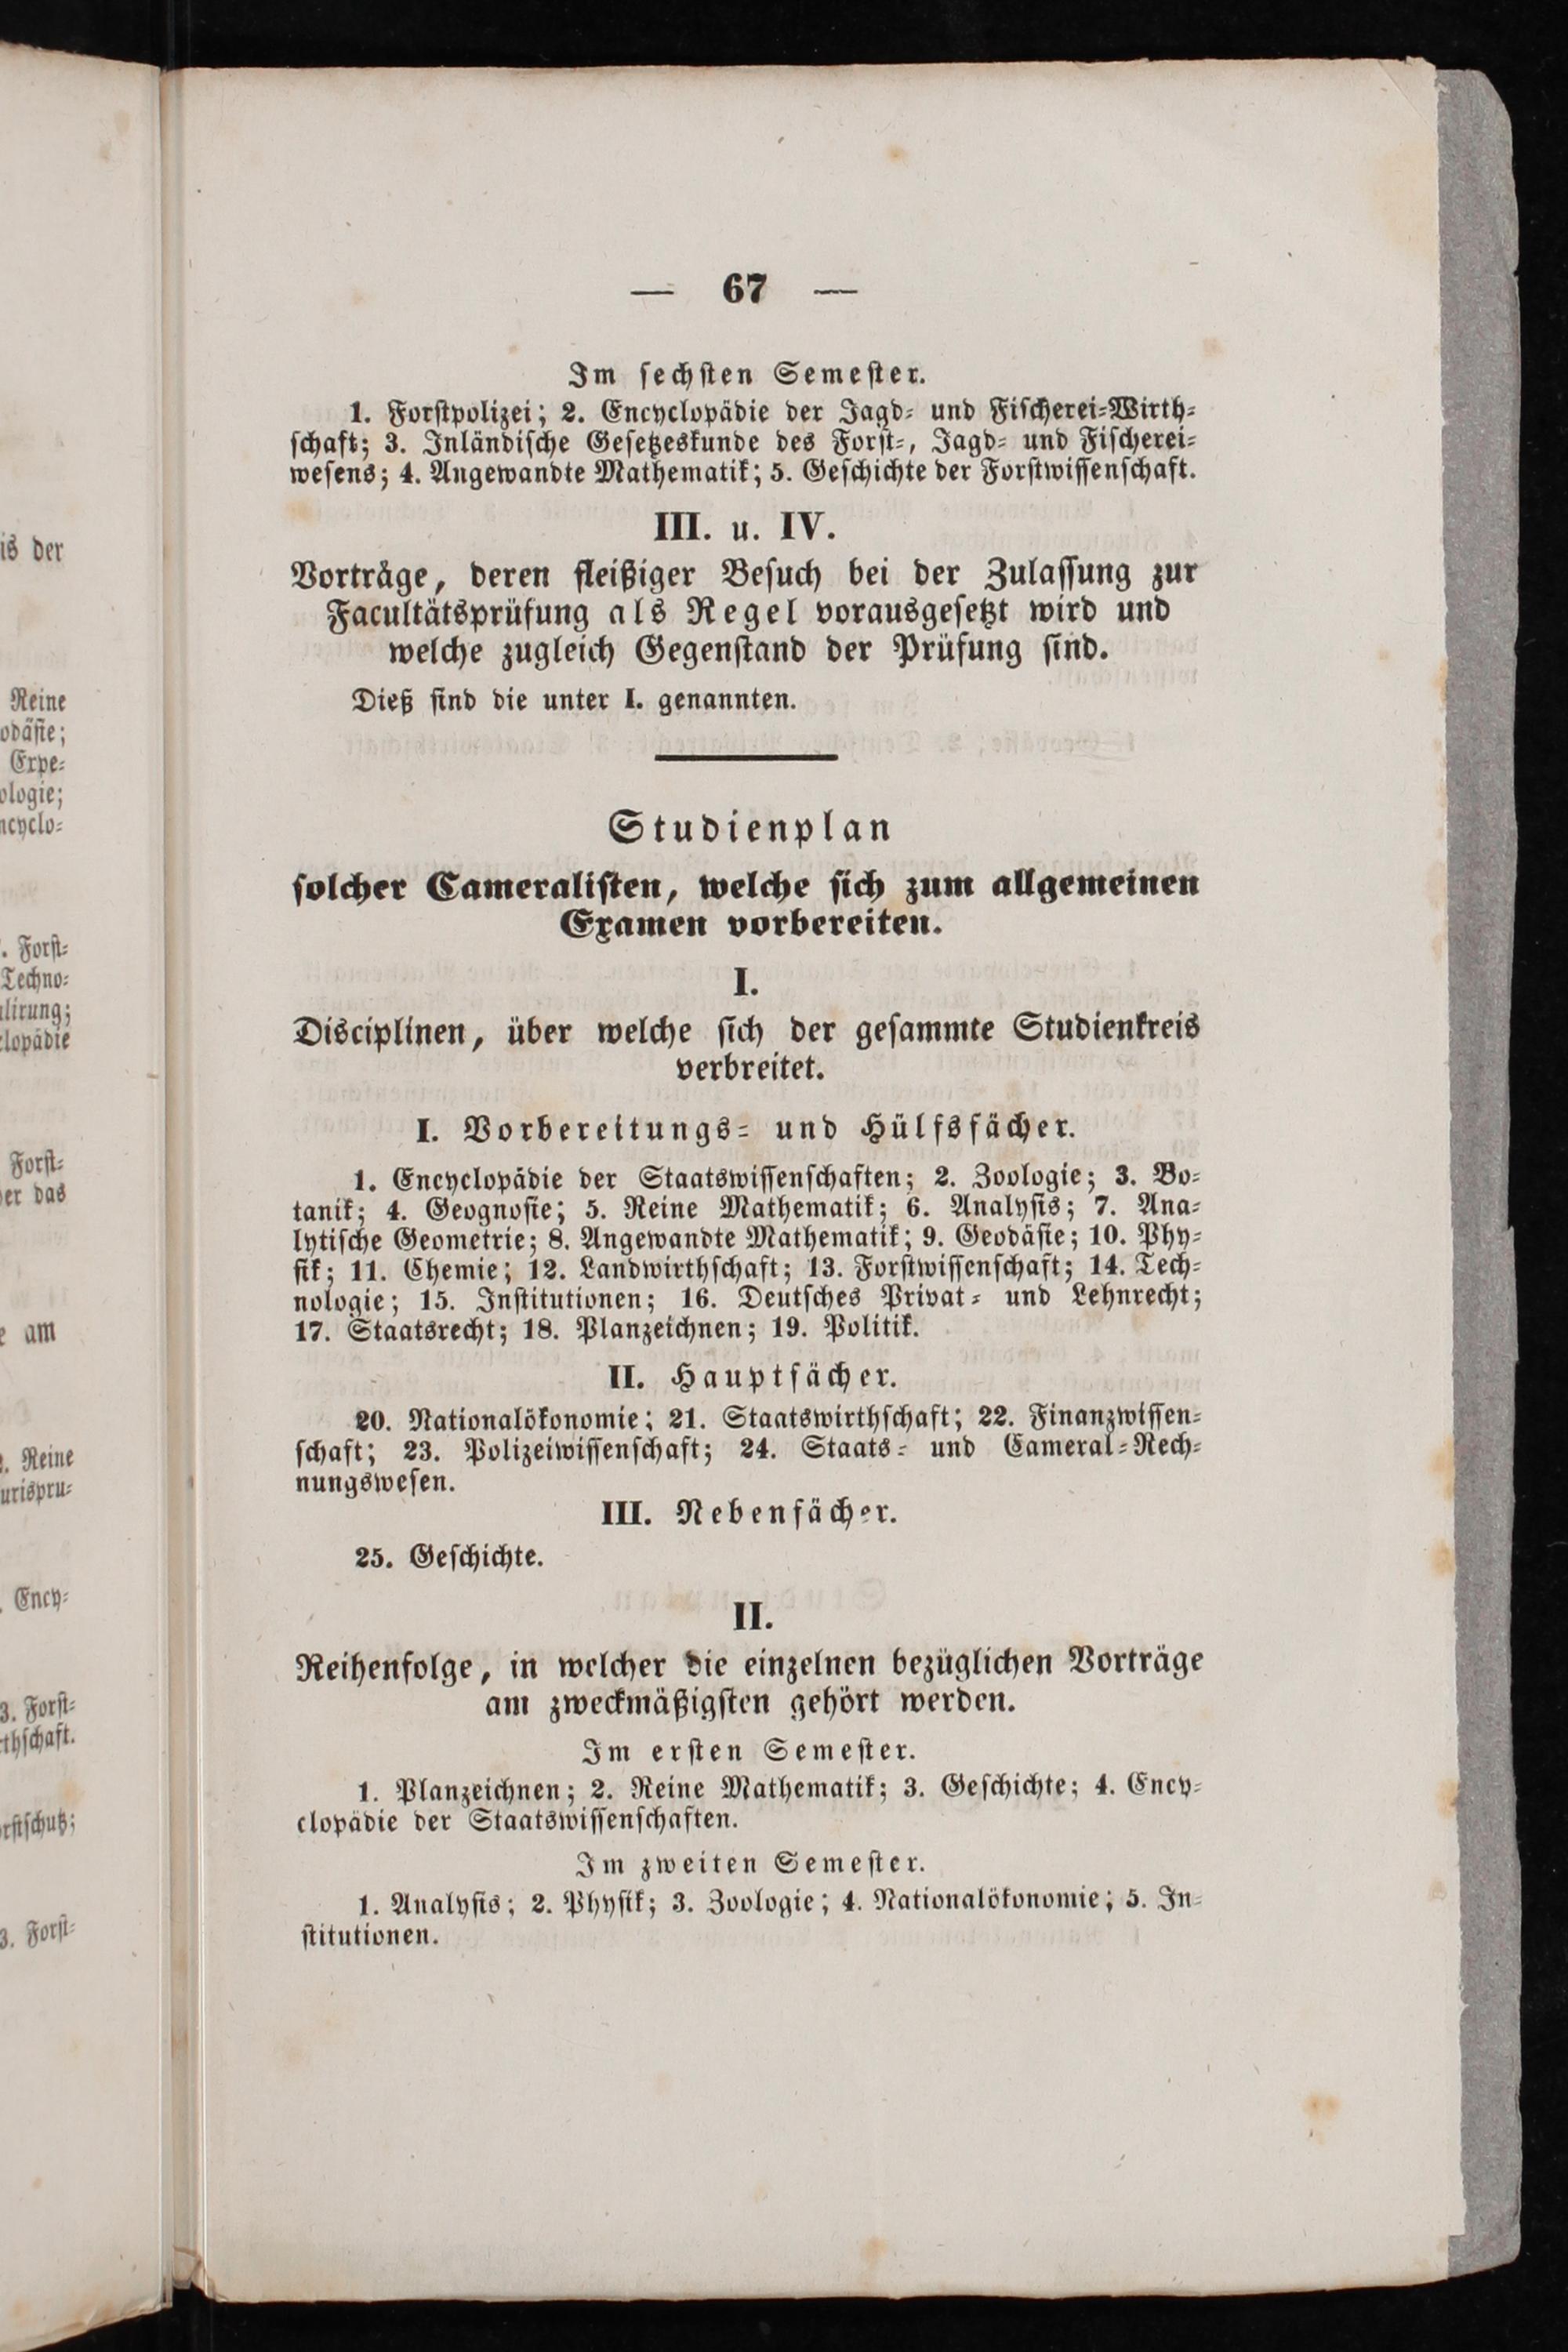 — 67 —
Im sechsten Semester.
1. Forstpolizei; 2. Encyclopädie der Jagd- und Fischerei-Wirth-
schaft; 3. Inländische Gesetzeskunde des Forst-, Jagd- und Fischerei-
wesens; 4. Angewandte Mathematik; 5. Geschichte der Forstwissenschaft.
III. u. IV.
Vorträge, deren fleißiger Besuch bei der Zulassung zur
Facultätsprüfung als Regel vorausgesetzt wird und
welche zugleich Gegenstand der Prüfung sind.
Dieß sind die unter I. genannten.
Studienplan
solcher Cameralisten, welche sich zum allgemeinen
Examen vorbereiten.
I.
Disciplinen, über welche sich der gesammte Studienkreis
verbreitet.
I. Vorbereitungs- und Hülfsfächer.
1. Encyclopädie der Staatswissenschaften; 2. Zoologie; 3. Bo-
tanik; 4. Geognosie; 5. Reine Mathematik; 6. Analysis; 7. Ana-
lytische Geometrie; 8. Angewandte Mathematik; 9. Geodäsie; 10. Phy-
sik; 11. Chemie; 12. Landwirthschaft; 13. Forstwissenschaft; 14. Tech-
nologie; 15. Institutionen; 16. Deutsches Privat- und Lehnrecht;
17. Staatsrecht; 18. Planzeichnen; 19. Politik.
II. Hauptfächer.
20. Nationalökonomie; 21. Staatswirthschaft; 22. Finanzwissen-
schaft; 23. Polizeiwissenschaft; 24. Staats- und Cameral-Rech-
nungswesen.
III. Nebenfächer.
25. Geschichte.
II.
Reihenfolge, in welcher die einzelnen bezüglichen Vorträge
am zweckmäßigsten gehört werden.
Im ersten Semester.
1. Planzeichnen; 2. Reine Mathematik; 3. Geschichte; 4. Ency-
clopädie der Staatswissenschaften.
Im zweiten Semester.
1. Analysis; 2. Physik; 3. Zoologie; 4. Nationalökonomie; 5. In-
stitutionen.